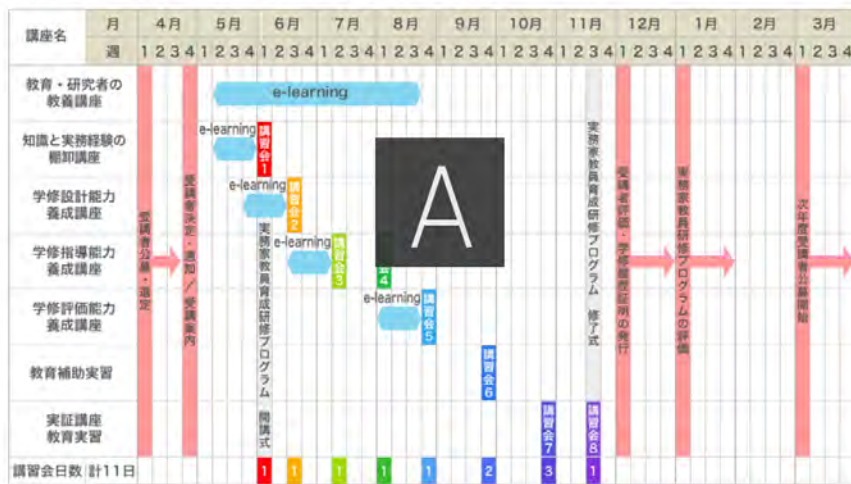 講座名 月 4月 5月 6月 7月 8月 9月 10月 11月 12月 1月 2月 3月
週 1 2 3 4 1 2 3 4 1 2 3 4 1 2 3 4 1 2 3 4 1 2 3 4 1 2 3 4 1 2 3 4 1 2 3 4 1 2 3 4 1 2 3 4 1 2 3 4
教育・研究者の
教養講座
e-learning
知識と実務経験の
棚卸講座
e-learning
講習会1
学修設計能力
養成講座
e-learning
講習会2
学修指導能力
養成講座
e-learning
講習会3
4
学修評価能力
養成講座
e-learning
講習会5
教育補助実習
講習会6
実証講座
教育実習
講習会7
講習会8
受講者公募・選定
受講者決定・通知／受講案内
実務家教員育成研修プログラム 開講式
実務家教員育成研修プログラム 修了式
受講者評価・学修履歴証明の発行
実務家教員研修プログラムの評価
次年度受講者公募開始
A
講習会日数 計11日 1 1 1 1 1 2 3 1